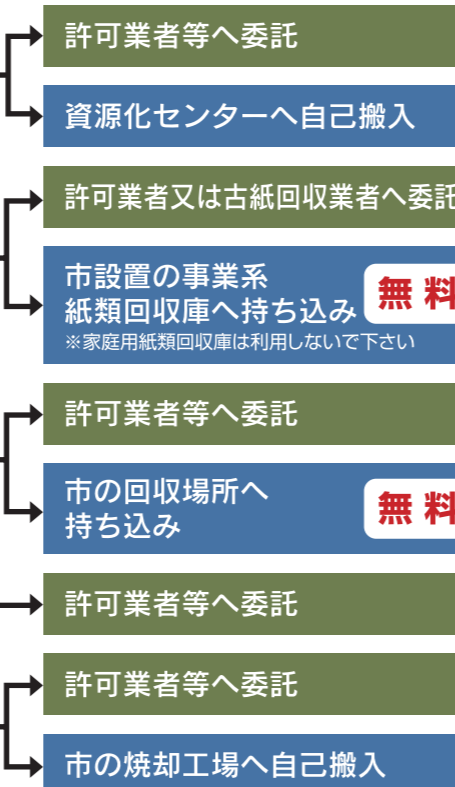 許可業者等へ委託
資源化センターへ自己搬入
許可業者又は古紙回収業者へ委託
市設置の事業系
紙類回収庫へ持ち込み
無料
※家庭用紙類回収庫は利用しないで下さい
許可業者等へ委託
市の回収場所へ
持ち込み
無料
許可業者等へ委託
許可業者等へ委託
市の焼却工場へ自己搬入